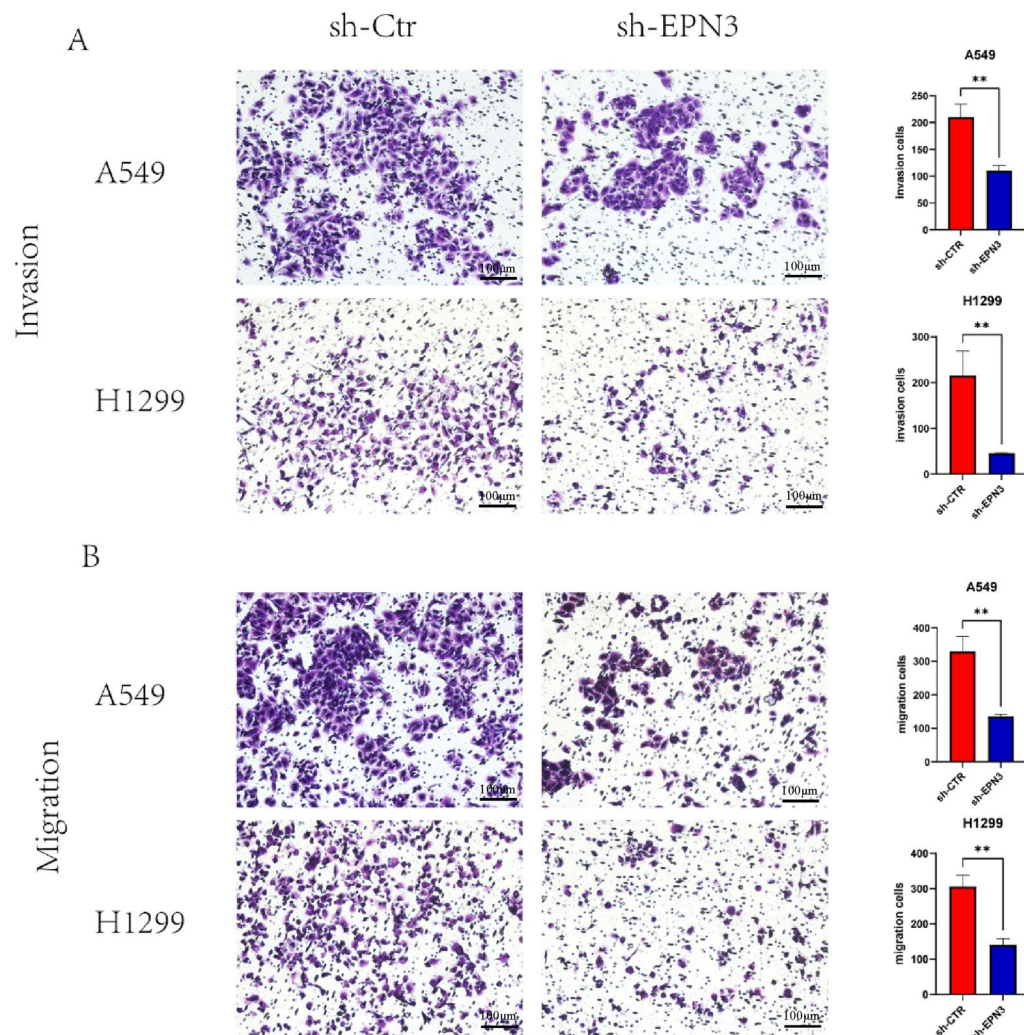 sh-Ctr sh-EPN3
A
Invasion
A549
100μm
100μm
A549
**
invasion cells
250
200
150
100
50
0
sh-CTR
sh-EPN3
H1299
100μm
100μm
H1299
**
invasion cells
300
200
100
0
sh-CTR
sh-EPN3
B
Migration
A549
100μm
100μm
A549
**
migration cells
400
300
200
100
0
sh-CTR
sh-EPN3
H1299
100μm
100μm
H1299
**
migration cells
400
300
200
100
0
sh-CTR
sh-EPN3